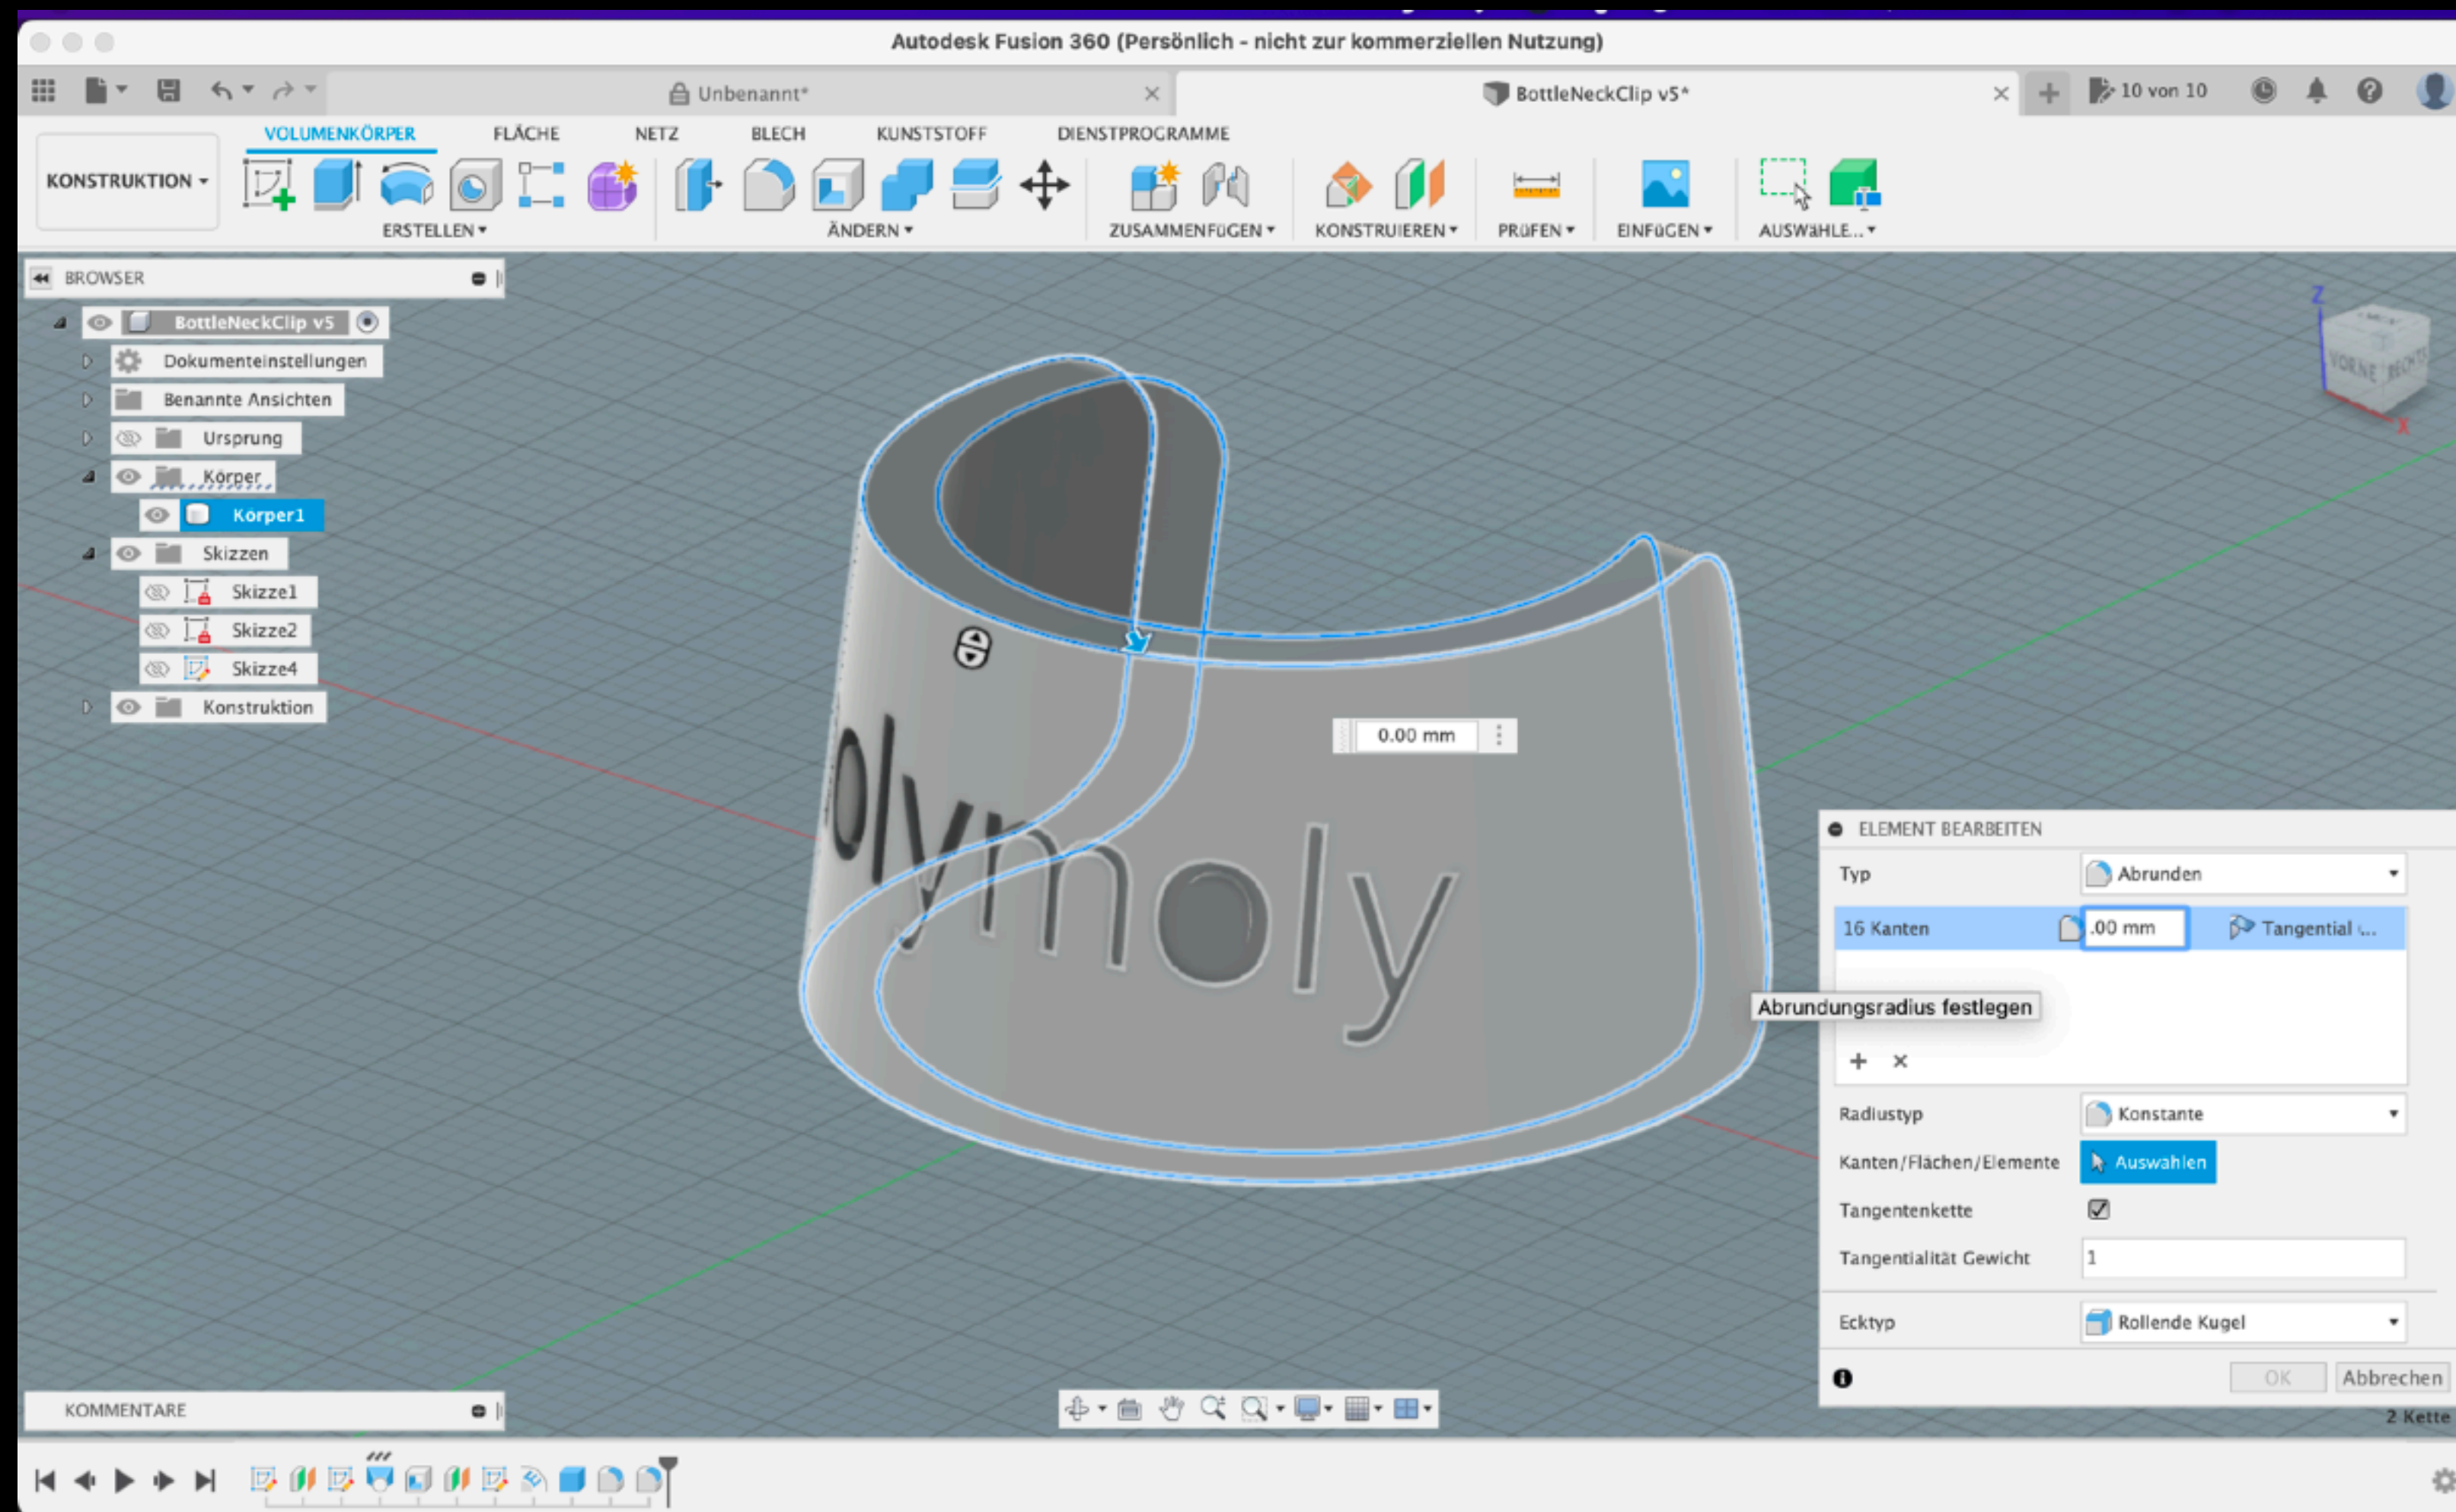 Autodesk Fusion 360 (Persönlich - nicht zur kommerziellen Nutzung)
Unbenannt*
BottleNeckClip v5*
10 von 10
VOLUMENKÖRPER
FLÄCHE
NETZ
BLECH
KUNSTSTOFF
DIENSTPROGRAMME
KONSTRUKTION
ERSTELLEN
ÄNDERN
ZUSAMMENFüGEN
KONSTRUIEREN
PRüFEN
EINFüGEN
AUSWäHLE...
BROWSER
BottleNeckClip v5
Dokumenteinstellungen
Benannte Ansichten
Ursprung
Körper
Körper1
Skizzen
Skizze1
Skizze2
Skizze4
Konstruktion
Z
VORNE RECHTS
X
0.00 mm
olymoly
ELEMENT BEARBEITEN
Typ
Abrunden
16 Kanten
.00 mm
Tangential (...
Abrundungsradius festlegen
Radiustyp
Konstante
Kanten/Flächen/Elemente
Auswählen
Tangentenkette
Tangentialität Gewicht
1
Ecktyp
Rollende Kugel
OK
Abbrechen
KOMMENTARE
2 Kette